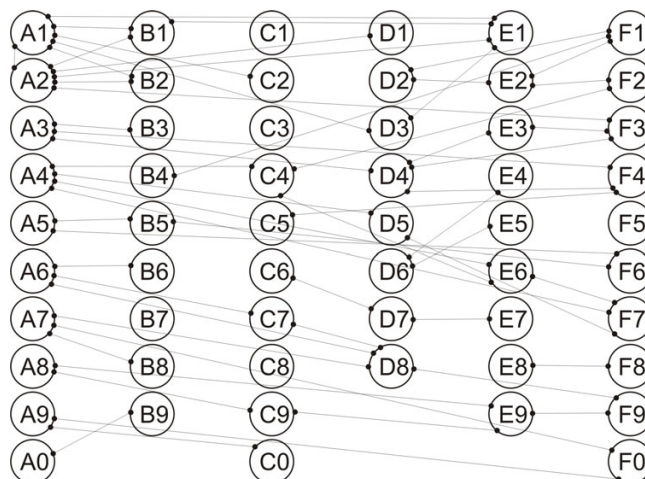 A1 B1 C1 D1 E1 F1
A2 B2 C2 D2 E2 F2
A3 B3 C3 D3 E3 F3
A4 B4 C4 D4 E4 F4
A5 B5 C5 D5 E5 F5
A6 B6 C6 D6 E6 F6
A7 B7 C7 D7 E7 F7
A8 B8 C8 D8 E8 F8
A9 B9 C9 E9 F9
A0 C0 F0